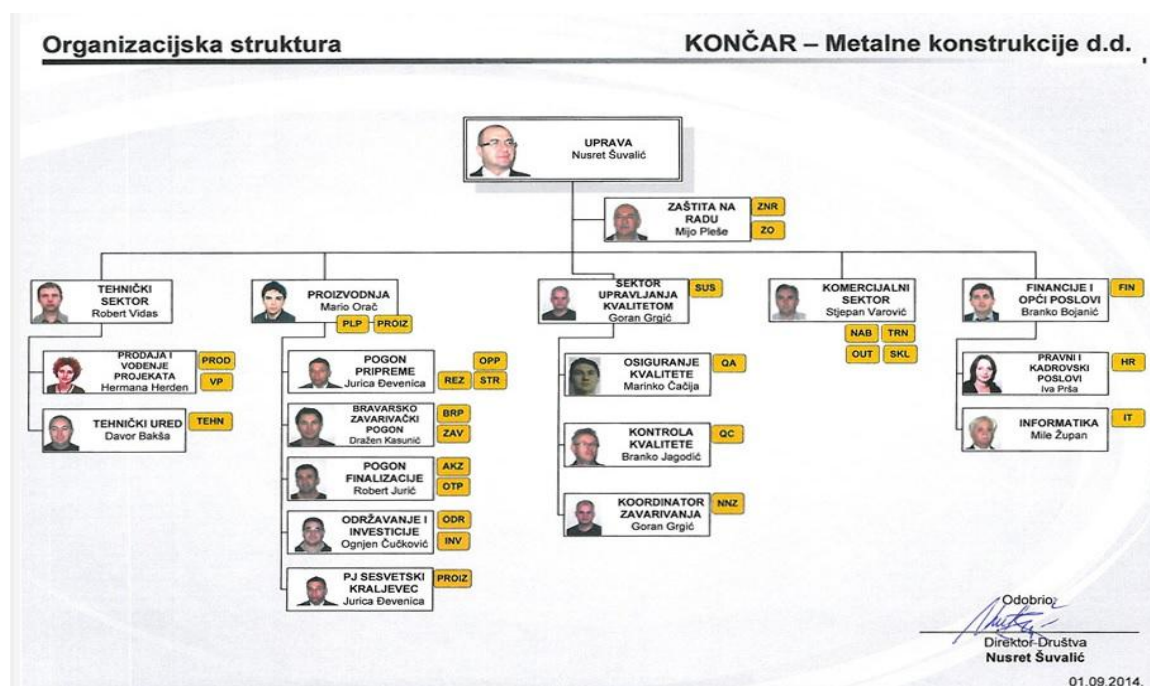 Organizacijska struktura
KONČAR – Metalne konstrukcije d.d.
UPRAVA
Nusret Šuvalić
ZAŠTITA NA
RADU
Mijo Pleše
ZNR
ZO
TEHNIČKI
SEKTOR
Robert Vidas
PROIZVODNJA
Mario Orač
PLP
PROIZ
SEKTOR
UPRAVLJANJA
KVALITETOM
Goran Grgić
SUS
KOMERCIJALNI
SEKTOR
Stjepan Varović
NAB
TRN
OUT
SKL
FINANCIJE I
OPĆI POSLOVI
Branko Bojanić
FIN
PRODAJA I
VOĐENJE
PROJEKATA
Hermana Herden
PROD
VP
TEHNIČKI URED
Davor Bakša
TEHN
POGON
PRIPREME
Jurica Đevenica
OPP
REZ
STR
BRAVARSKO
ZAVARIVAČKI
POGON
Dražen Kasunić
BRP
ZAV
POGON
FINALIZACIJE
Robert Jurić
AKZ
OTP
ODRŽAVANJE I
INVESTICIJE
Ognjen Čučković
ODR
INV
PJ SESVETSKI
KRALJEVEC
Jurica Đevenica
PROIZ
OSIGURANJE
KVALITETE
Marinko Čačija
QA
KONTROLA
KVALITETE
Branko Jagodić
QC
KOORDINATOR
ZAVARIVANJA
Goran Grgić
NNZ
PRAVNI I
KADROVSKI
POSLOVI
Iva Prša
HR
INFORMATIKA
Mile Župan
IT
Odobrio:
Direktor Društva
Nusret Šuvalić
01.09.2014.